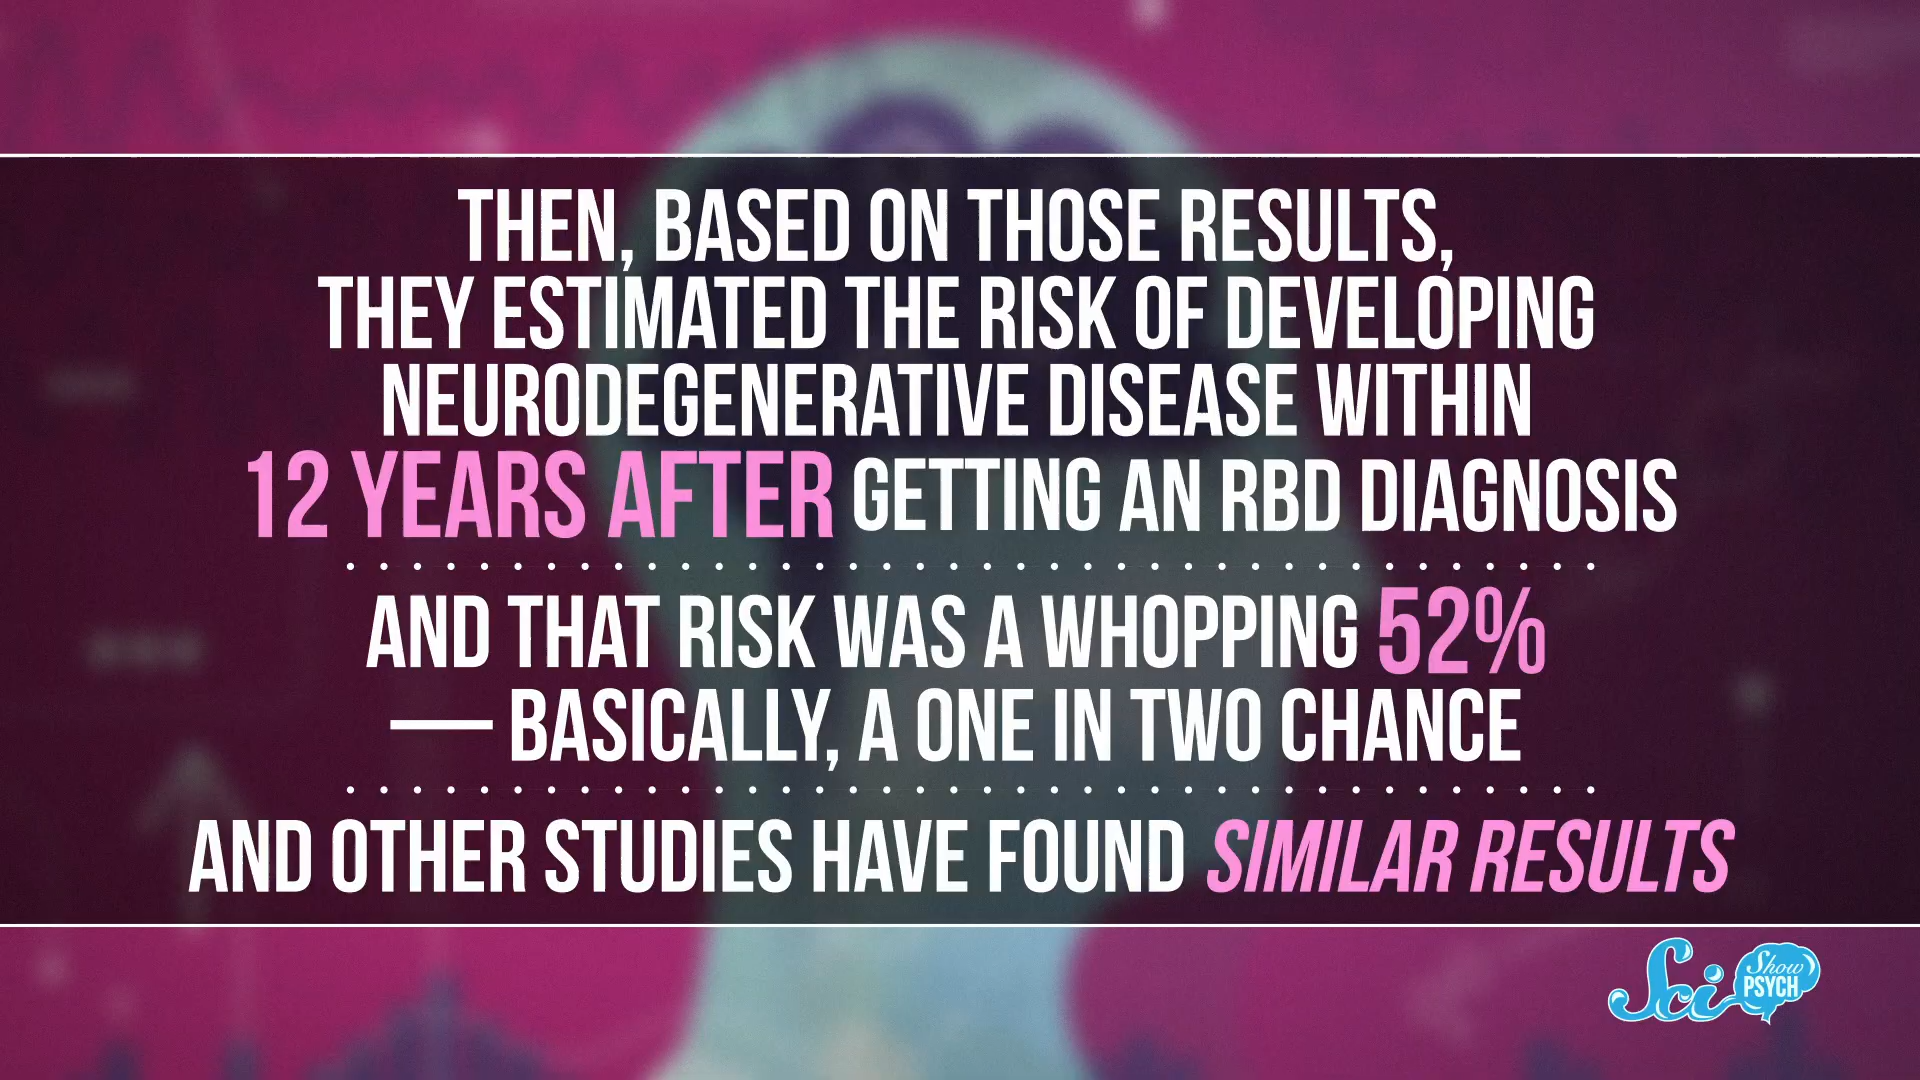 THEN, BASED ON THOSE RESULTS,
THEY ESTIMATED THE RISK OF DEVELOPING
NEURODEGENERATIVE DISEASE WITHIN
12 YEARS AFTER GETTING AN RBD DIAGNOSIS
AND THAT RISK WAS A WHOPPING 52%
— BASICALLY, A ONE IN TWO CHANCE
AND OTHER STUDIES HAVE FOUND SIMILAR RESULTS
Sci Show
PSYCH